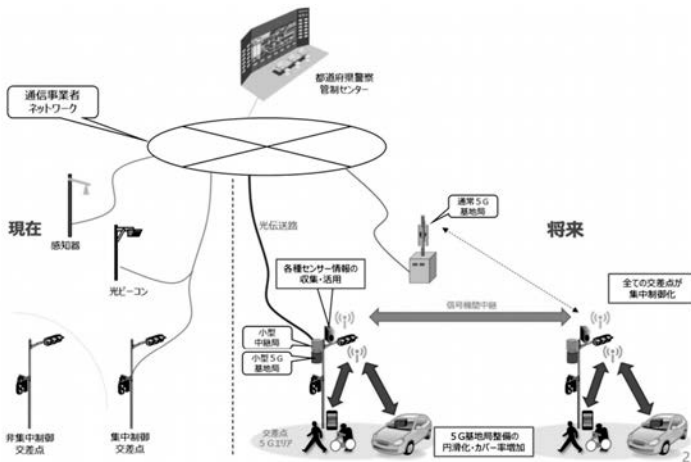 都道府県警察
管制センター
通信事業者
ネットワーク
現在
感知器
光ビーコン
光伝送路
通常5G
基地局
将来
各種センサー情報の
収集・活用
全ての交差点が
集中制御化
信号機間中継
小型
中継局
小型5G
基地局
非集中制御
交差点
集中制御
交差点
交差点
5Gエリア
5G基地局整備の
円滑化・カバー率増加
2